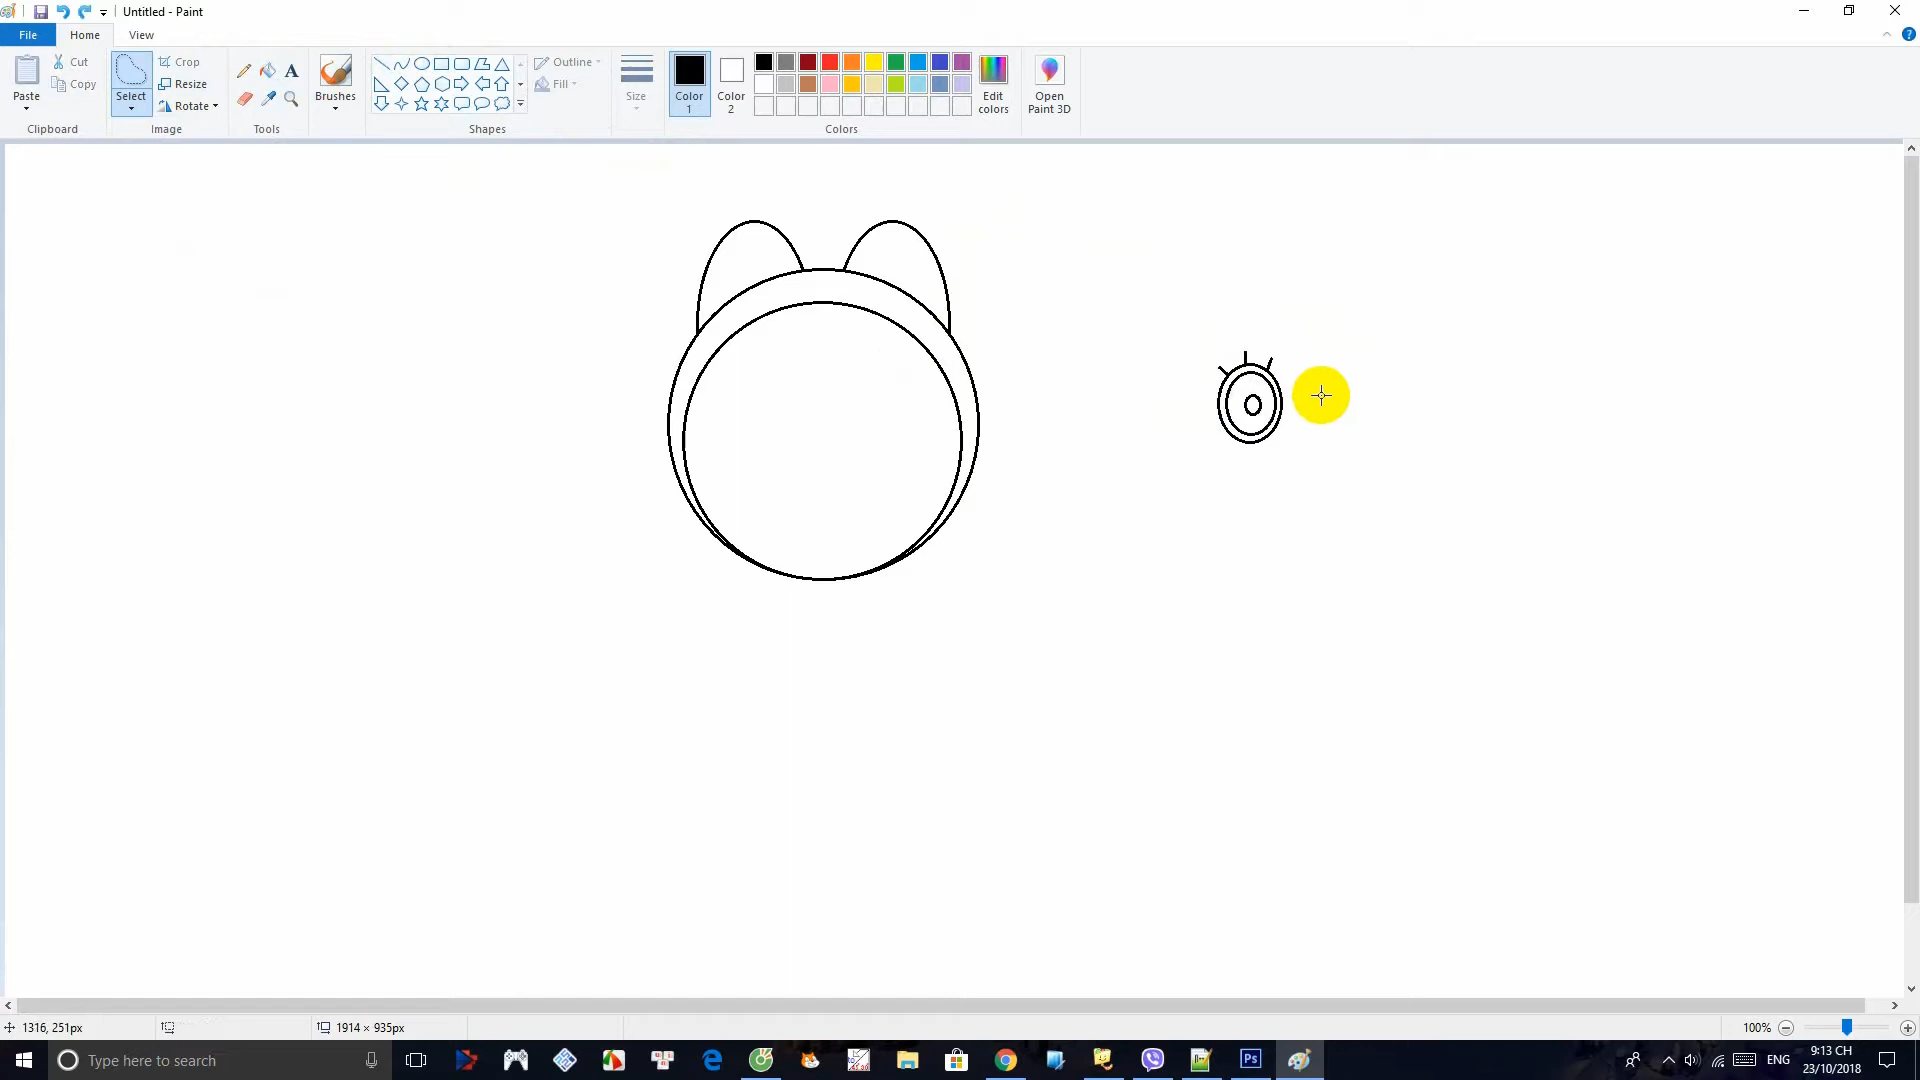 Untitled - Paint
File Home View
Paste
Cut
Copy
Clipboard
Select
Crop
Resize
Rotate
Image
A
Tools
Brushes
Outline
Fill
Shapes
Size
Color
1
Color
2
Edit
colors
Colors
Open
Paint 3D
1316, 251px
1914 × 935px
100%
Type here to search
Ps
ENG
9:13 CH
23/10/2018